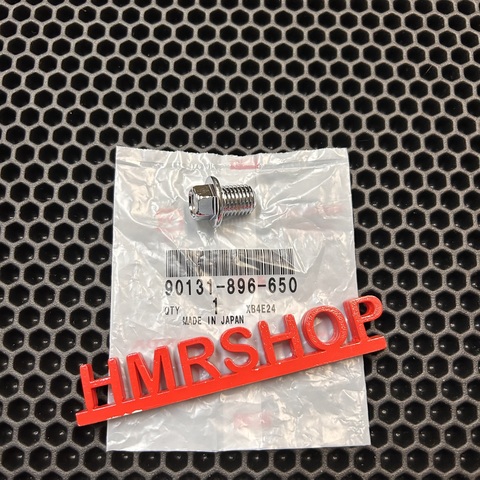 90131-896-650
QTY 1 XB4E24
MADE IN JAPAN
HMRSHOP